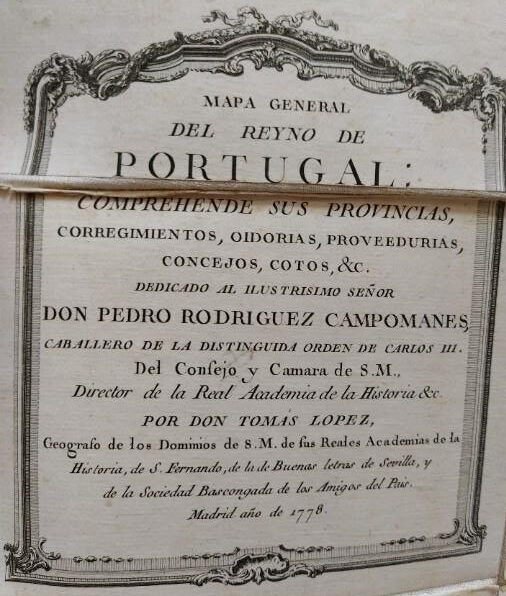 MAPA GENERAL
DEL REYNO DE
PORTUGAL:
COMPREHENDE SUS PROVINCIAS,
CORREGIMIENTOS, OIDORIAS, PROVEEDURIAS,
CONCEJOS, COTOS, &C.
DEDICADO AL ILUSTRISIMO SEÑOR
DON PEDRO RODRIGUEZ CAMPOMANES,
CABALLERO DE LA DISTINGUIDA ORDEN DE CARLOS III.
Del Conſejo y Camara de S.M.,
Director de la Real Academia de la Historia &c.
POR DON TOMÁS LOPEZ,
Geografo de los Dominios de S.M. de ſus Reales Academias de la
Historia, de S. Fernando, de la de Buenas letras de Sevilla, y
de la Sociedad Bascongada de los Amigos del Pais.
Madrid año de 1778.